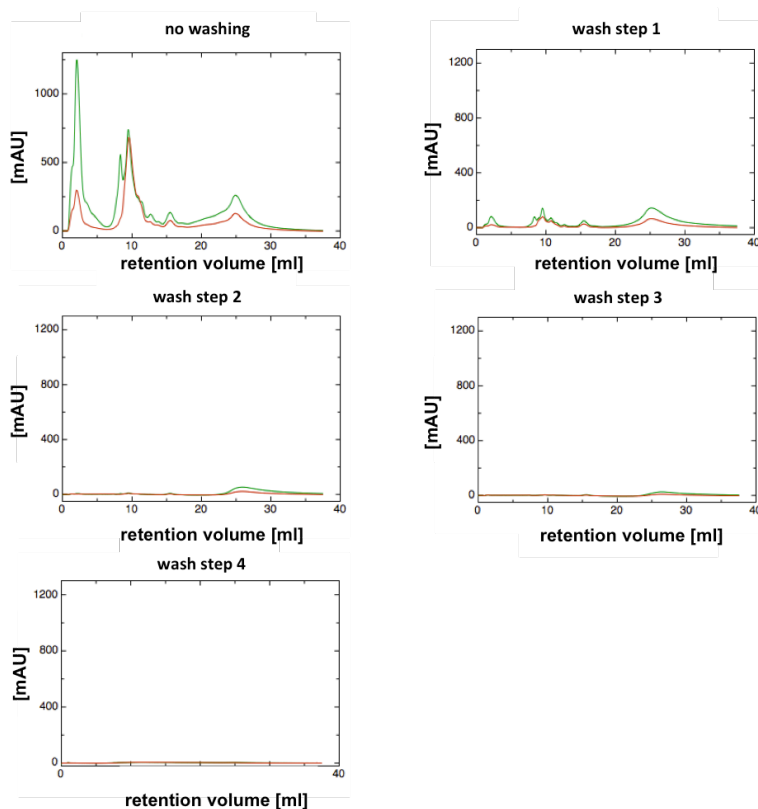 no washing
1000
500
0
[mAU]
0 10 20 30 40
retention volume [ml]
wash step 1
1200
800
400
0
[mAU]
0 10 20 30 40
retention volume [ml]
wash step 2
1200
800
400
0
[mAU]
0 10 20 30 40
retention volume [ml]
wash step 3
1200
800
400
0
[mAU]
0 10 20 30 40
retention volume [ml]
wash step 4
1200
800
400
0
[mAU]
0 40
retention volume [ml]